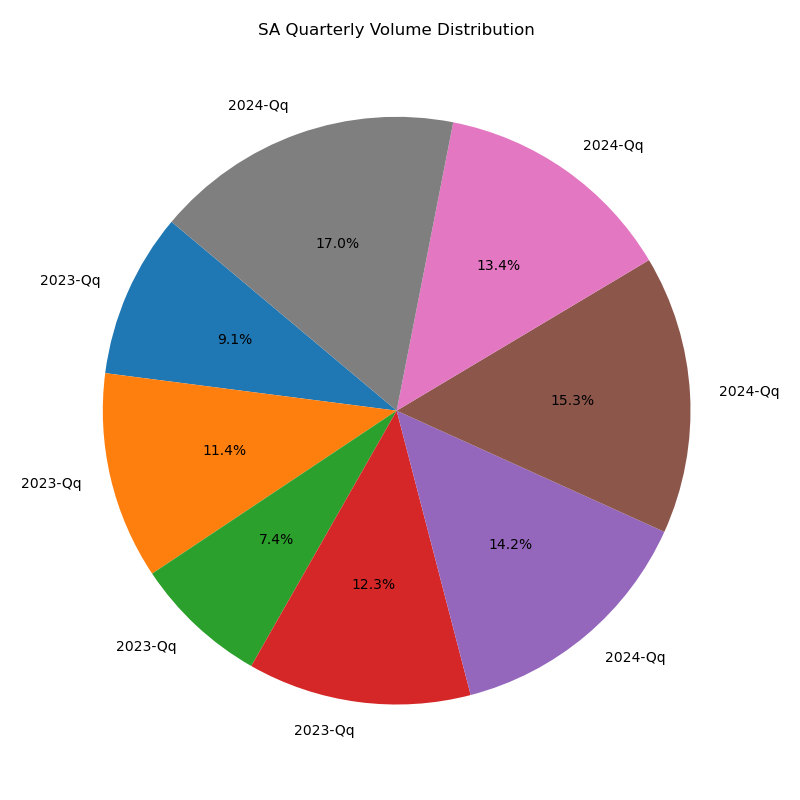 SA Quarterly Volume Distribution
2024-Qq
2024-Qq
17.0%
13.4%
2023-Qq
9.1%
2024-Qq
15.3%
11.4%
2023-Qq
7.4%
14.2%
12.3%
2023-Qq
2024-Qq
2023-Qq